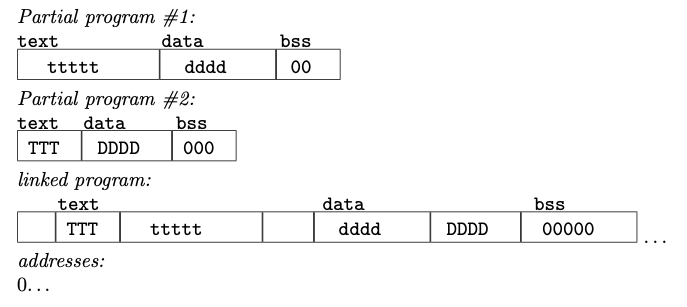 Partial program #1:
text data bss
ttttt dddd 00
Partial program #2:
text data bss
TTT DDDD 000
linked program:
text data bss
TTT ttttt dddd DDDD 00000 ...
addresses:
0...